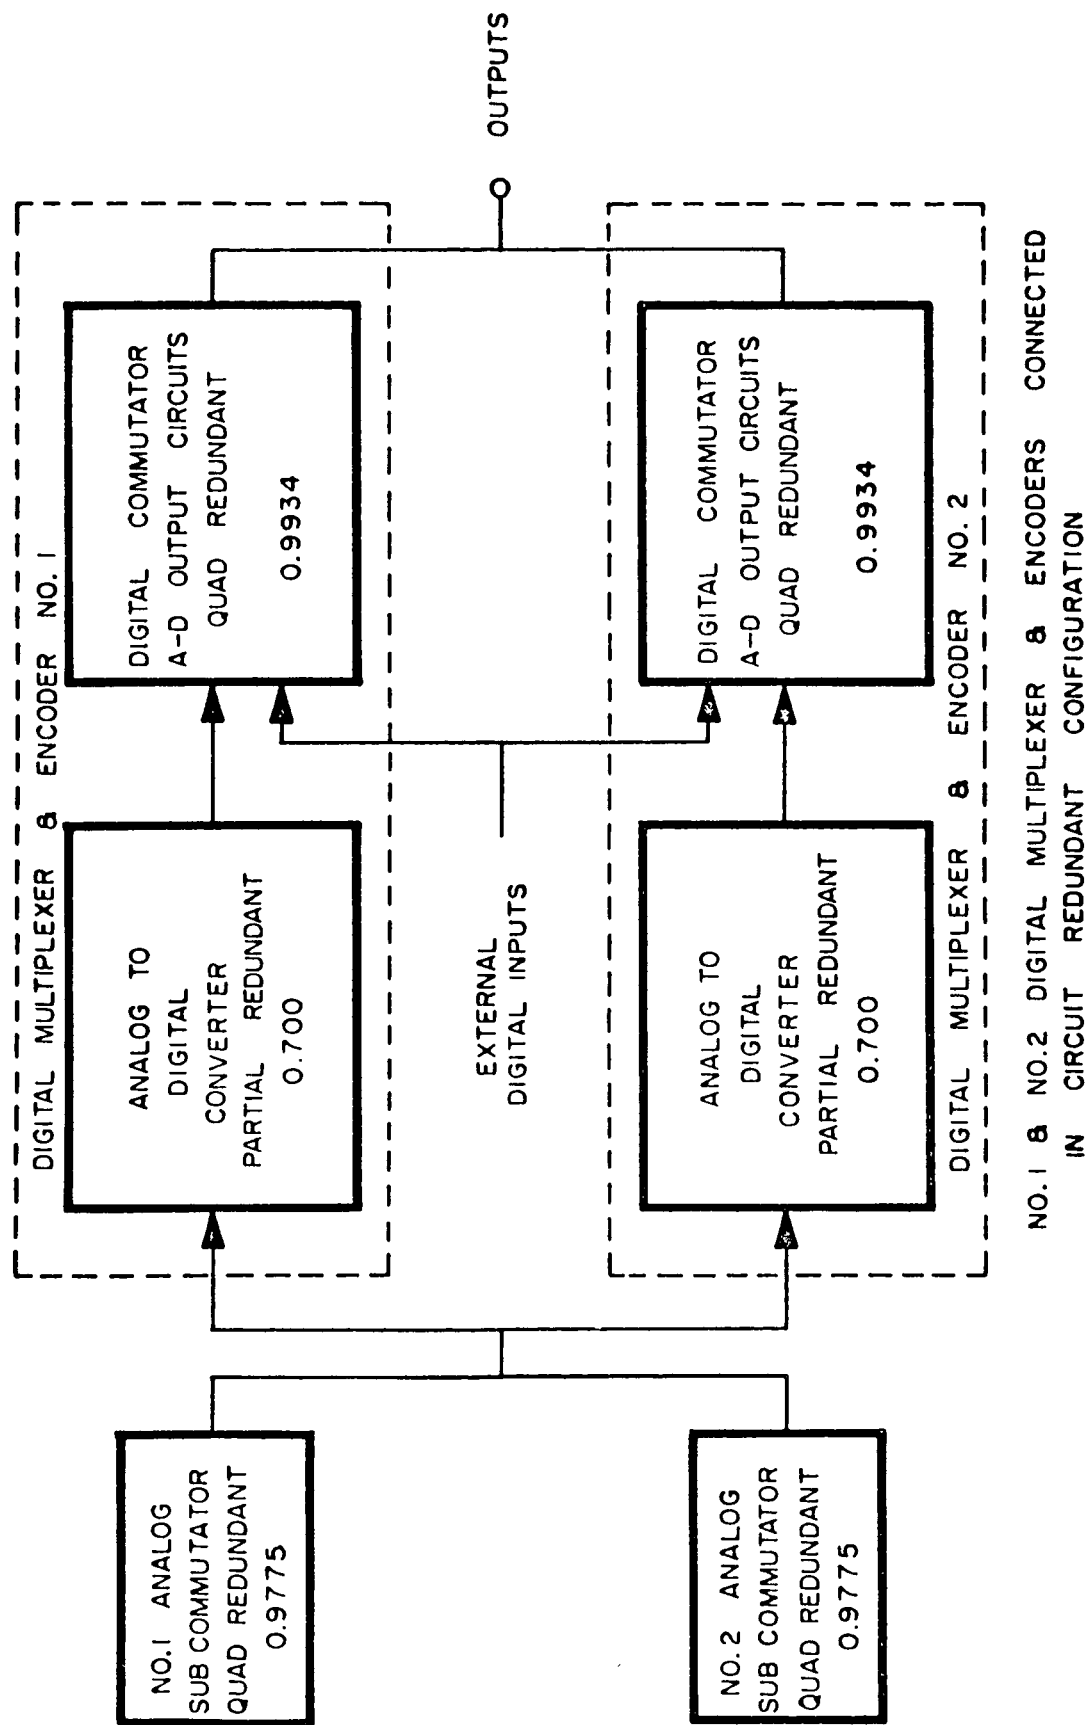 NO.1 ANALOG
SUB COMMUTATOR
QUAD REDUNDANT
0.9775
NO.2 ANALOG
SUB COMMUTATOR
QUAD REDUNDANT
0.9775
DIGITAL MULTIPLEXER & ENCODER NO. 1
ANALOG TO
DIGITAL
CONVERTER
PARTIAL REDUNDANT
0.700
DIGITAL COMMUTATOR
A-D OUTPUT CIRCUITS
QUAD REDUNDANT
0.9934
EXTERNAL
DIGITAL INPUTS
OUTPUTS
ANALOG TO
DIGITAL
CONVERTER
PARTIAL REDUNDANT
0.700
DIGITAL COMMUTATOR
A-D OUTPUT CIRCUITS
QUAD REDUNDANT
0.9934
DIGITAL MULTIPLEXER & ENCODER NO. 2
NO. 1 & NO.2 DIGITAL MULTIPLEXER & ENCODERS CONNECTED
IN CIRCUIT REDUNDANT CONFIGURATION